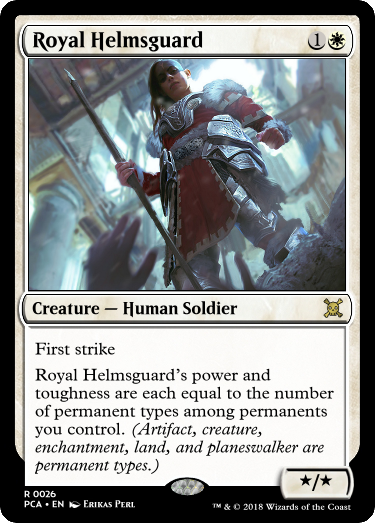 Royal Helmsguard 1
Creature — Human Soldier
First strike
Royal Helmsguard's power and
toughness are each equal to the number
of permanent types among permanents
you control. (Artifact, creature,
enchantment, land, and planeswalker are
permanent types.)
*/*
R 0026
PCA • EN Erikas Perl ™ & © 2018 Wizards of the Coast